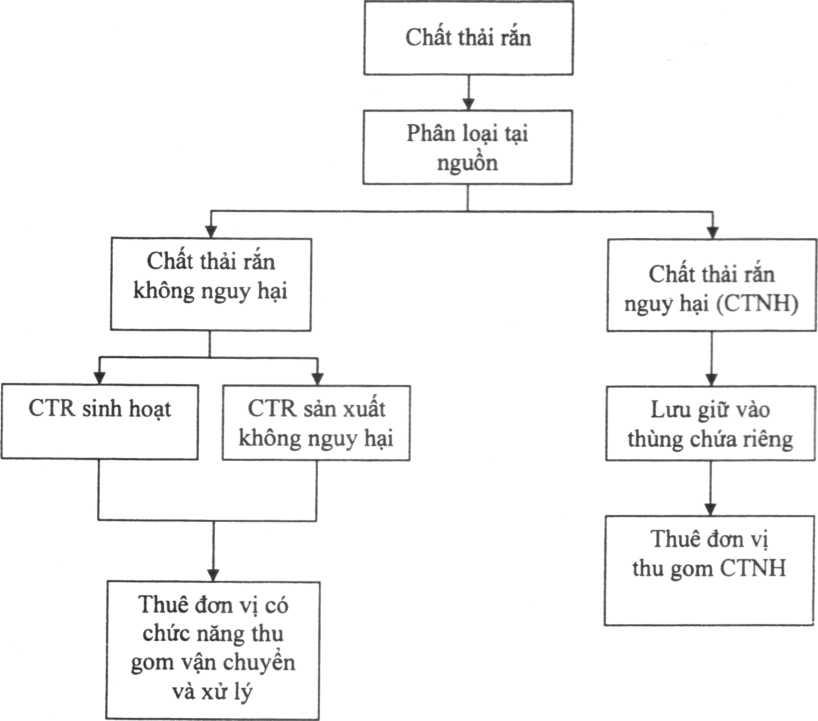 Chất thải rắn
Phân loại tại
nguồn
Chất thải rắn
không nguy hại
Chất thải rắn
nguy hại (CTNH)
CTR sinh hoạt
CTR sản xuất
không nguy hại
Lưu giữ vào
thùng chứa riêng
Thuê đơn vị
thu gom CTNH
Thuê đơn vị có
chức năng thu
gom vận chuyển
và xử lý